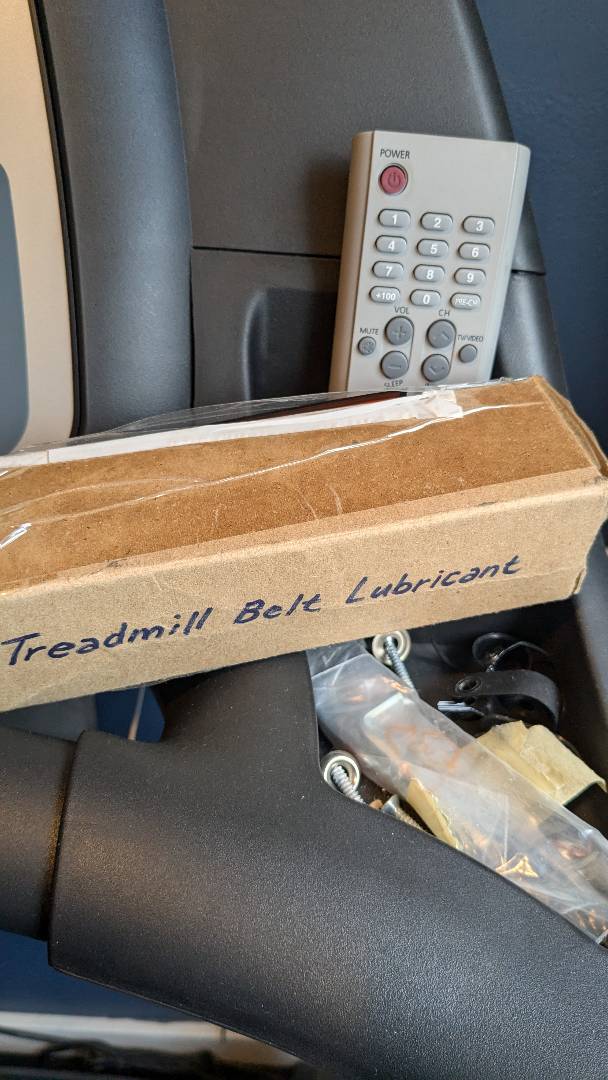 POWER
1 2 3
4 5 6
7 8 9
+100 0 PRE-CH
VOL CH
MUTE TV/VIDEO
SLEEP
Treadmill Belt Lubricant